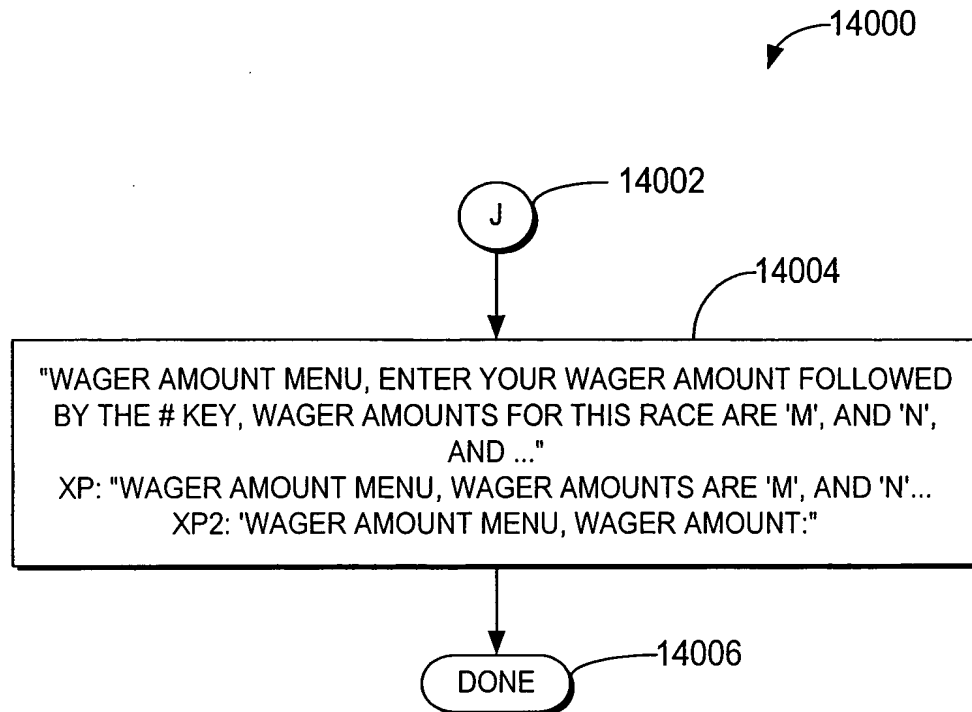 14000
J
14002
14004
"WAGER AMOUNT MENU, ENTER YOUR WAGER AMOUNT FOLLOWED
BY THE # KEY, WAGER AMOUNTS FOR THIS RACE ARE 'M', AND 'N',
AND ..."
XP: "WAGER AMOUNT MENU, WAGER AMOUNTS ARE 'M', AND 'N'...
XP2: 'WAGER AMOUNT MENU, WAGER AMOUNT:"
DONE
14006